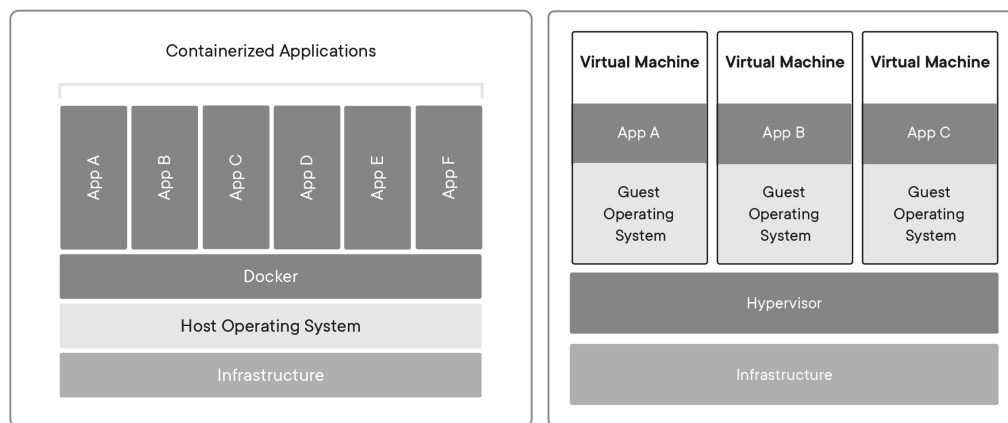 Containerized Applications
App A
App B
App C
App D
App E
App F
Docker
Host Operating System
Infrastructure
Virtual Machine
App A
Guest
Operating
System
Virtual Machine
App B
Guest
Operating
System
Virtual Machine
App C
Guest
Operating
System
Hypervisor
Infrastructure